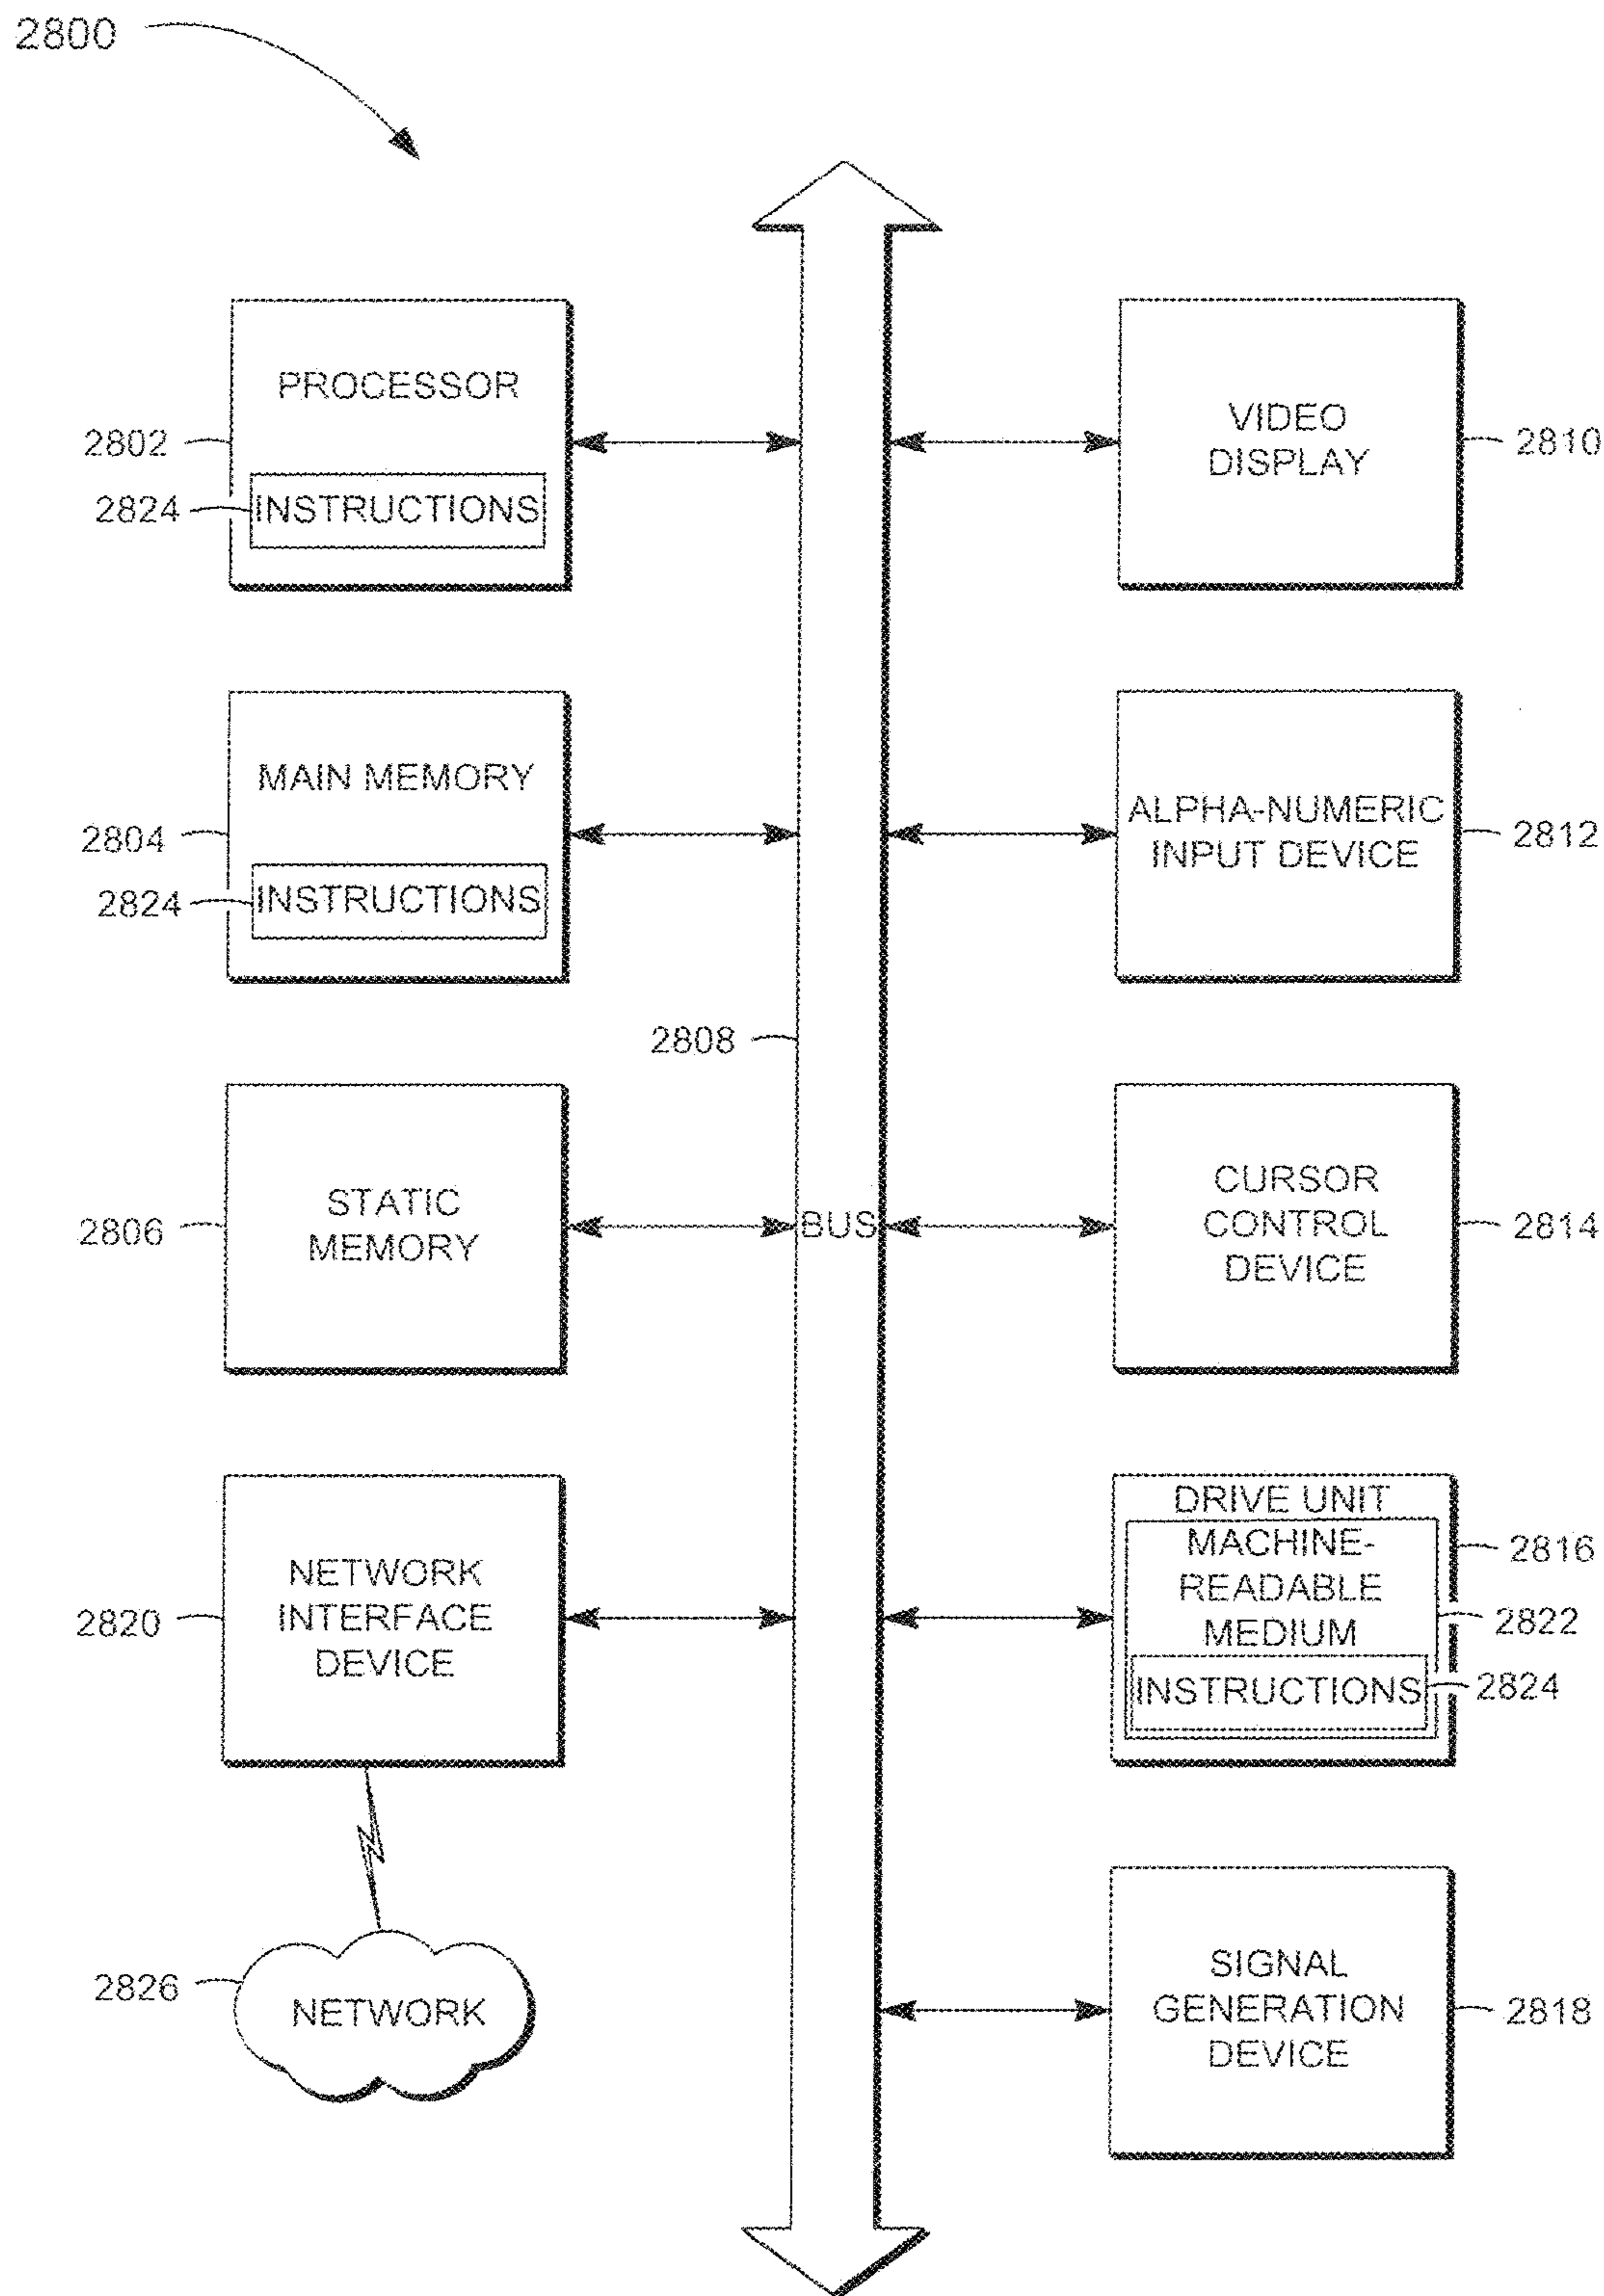 2800
PROCESSOR
2802
2824
INSTRUCTIONS
VIDEO
DISPLAY
2810
MAIN MEMORY
2804
2824
INSTRUCTIONS
ALPHA-NUMERIC
INPUT DEVICE
2812
2808
STATIC
MEMORY
2806
BUS
CURSOR
CONTROL
DEVICE
2814
NETWORK
INTERFACE
DEVICE
2820
DRIVE UNIT
MACHINE-
READABLE
MEDIUM
INSTRUCTIONS
2816
2822
2824
2826
NETWORK
SIGNAL
GENERATION
DEVICE
2818